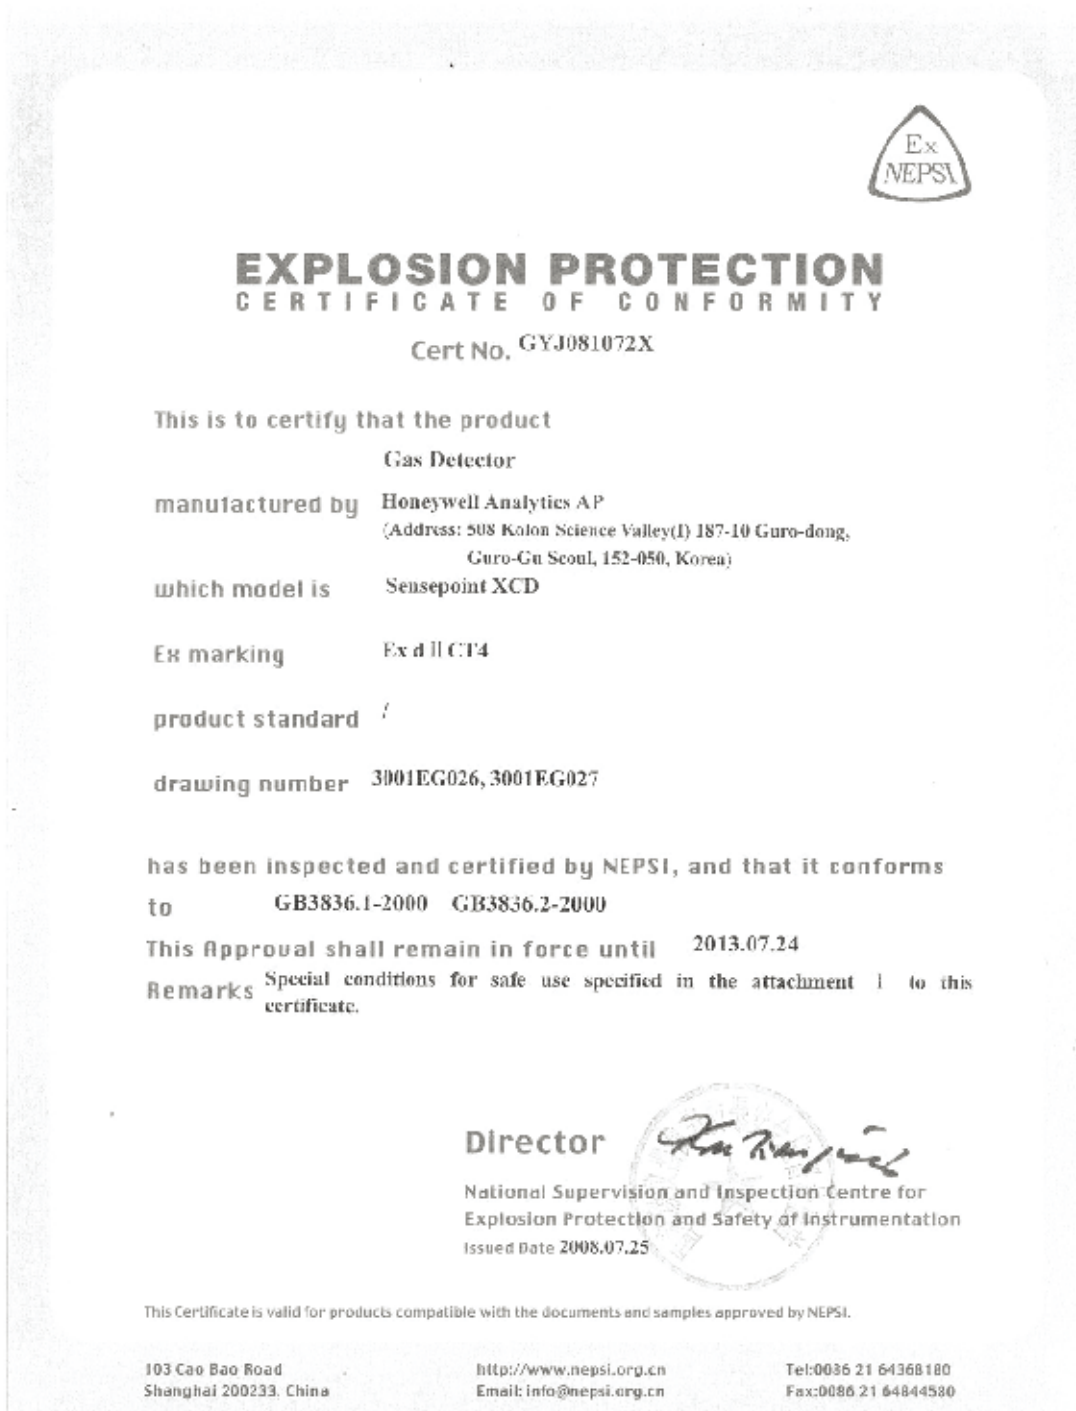 Ex
NEPSI
EXPLOSION PROTECTION
CERTIFICATE OF CONFORMITY
Cert No. GYJ081072X
This is to certify that the product
Gas Detector
manufactured by Honeywell Analytics AP
(Address: 508 Kolon Science Valley(I) 187-10 Guro-dong,
Guro-Gu Seoul, 152-050, Korea)
which model is Sensepoint XCD
Ex marking Ex d II CT4
product standard /
drawing number 3001EG026, 3001EG027
has been inspected and certified by NEPSI, and that it conforms
to GB3836.1-2000 GB3836.2-2000
This Approval shall remain in force until 2013.07.24
Remarks Special conditions for safe use specified in the attachment 1 to this
certificate.
Director
National Supervision and Inspection Centre for
Explosion Protection and Safety of Instrumentation
Issued Date 2008.07.25
This Certificate is valid for products compatible with the documents and samples approved by NEPSI.
103 Cao Bao Road http://www.nepsi.org.cn Tel:0086 21 64368180
Shanghai 200233, China Email: info@nepsi.org.cn Fax:0086 21 64844580